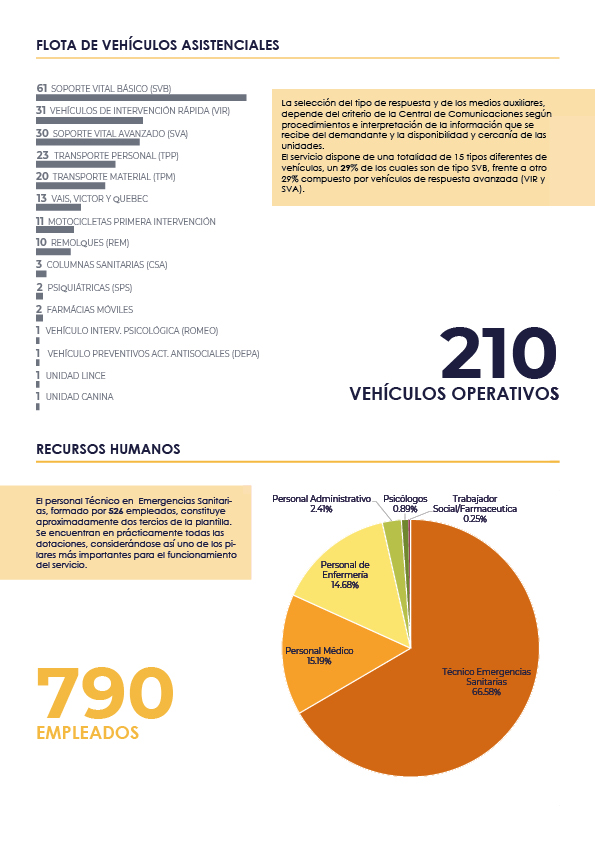 FLOTA DE VEHÍCULOS ASISTENCIALES
61 SOPORTE VITAL BÁSICO (SVB)
31 VEHÍCULOS DE INTERVENCIÓN RÁPIDA (VIR)
30 SOPORTE VITAL AVANZADO (SVA)
23 TRANSPORTE PERSONAL (TPP)
20 TRANSPORTE MATERIAL (TPM)
13 VAIS, VICTOR Y QUEBEC
11 MOTOCICLETAS PRIMERA INTERVENCIÓN
10 REMOLQUES (REM)
3 COLUMNAS SANITARIAS (CSA)
2 PSIQUIÁTRICAS (SPS)
2 FARMÁCIAS MÓVILES
1 VEHÍCULO INTERV. PSICOLÓGICA (ROMEO)
1 VEHÍCULO PREVENTIVOS ACT. ANTISOCIALES (DEPA)
1 UNIDAD LINCE
1 UNIDAD CANINA
La selección del tipo de respuesta y de los medios auxiliares,
depende del criterio de la Central de Comunicaciones según
procedimientos e interpretación de la información que se
recibe del demandante y la disponibilidad y cercanía de las
unidades.
El servicio dispone de una totalidad de 15 tipos diferentes de
vehículos, un 29% de los cuales son de tipo SVB, frente a otro
29% compuesto por vehículos de respuesta avanzada (VIR y
SVA).
210
VEHÍCULOS OPERATIVOS
RECURSOS HUMANOS
El personal Técnico en Emergencias Sanitari-
as, formado por 526 empleados, constituye
aproximadamente dos tercios de la plantilla.
Se encuentran en prácticamente todas las
dotaciones, considerándose así uno de los pi-
lares más importantes para el funcionamiento
del servicio.
790
EMPLEADOS
Personal Administrativo
2.41%
Psicólogos
0.89%
Trabajador
Social/Farmaceutica
0.25%
Personal de
Enfermería
14.68%
Personal Médico
15.19%
Técnico Emergencias
Sanitarias
66.58%